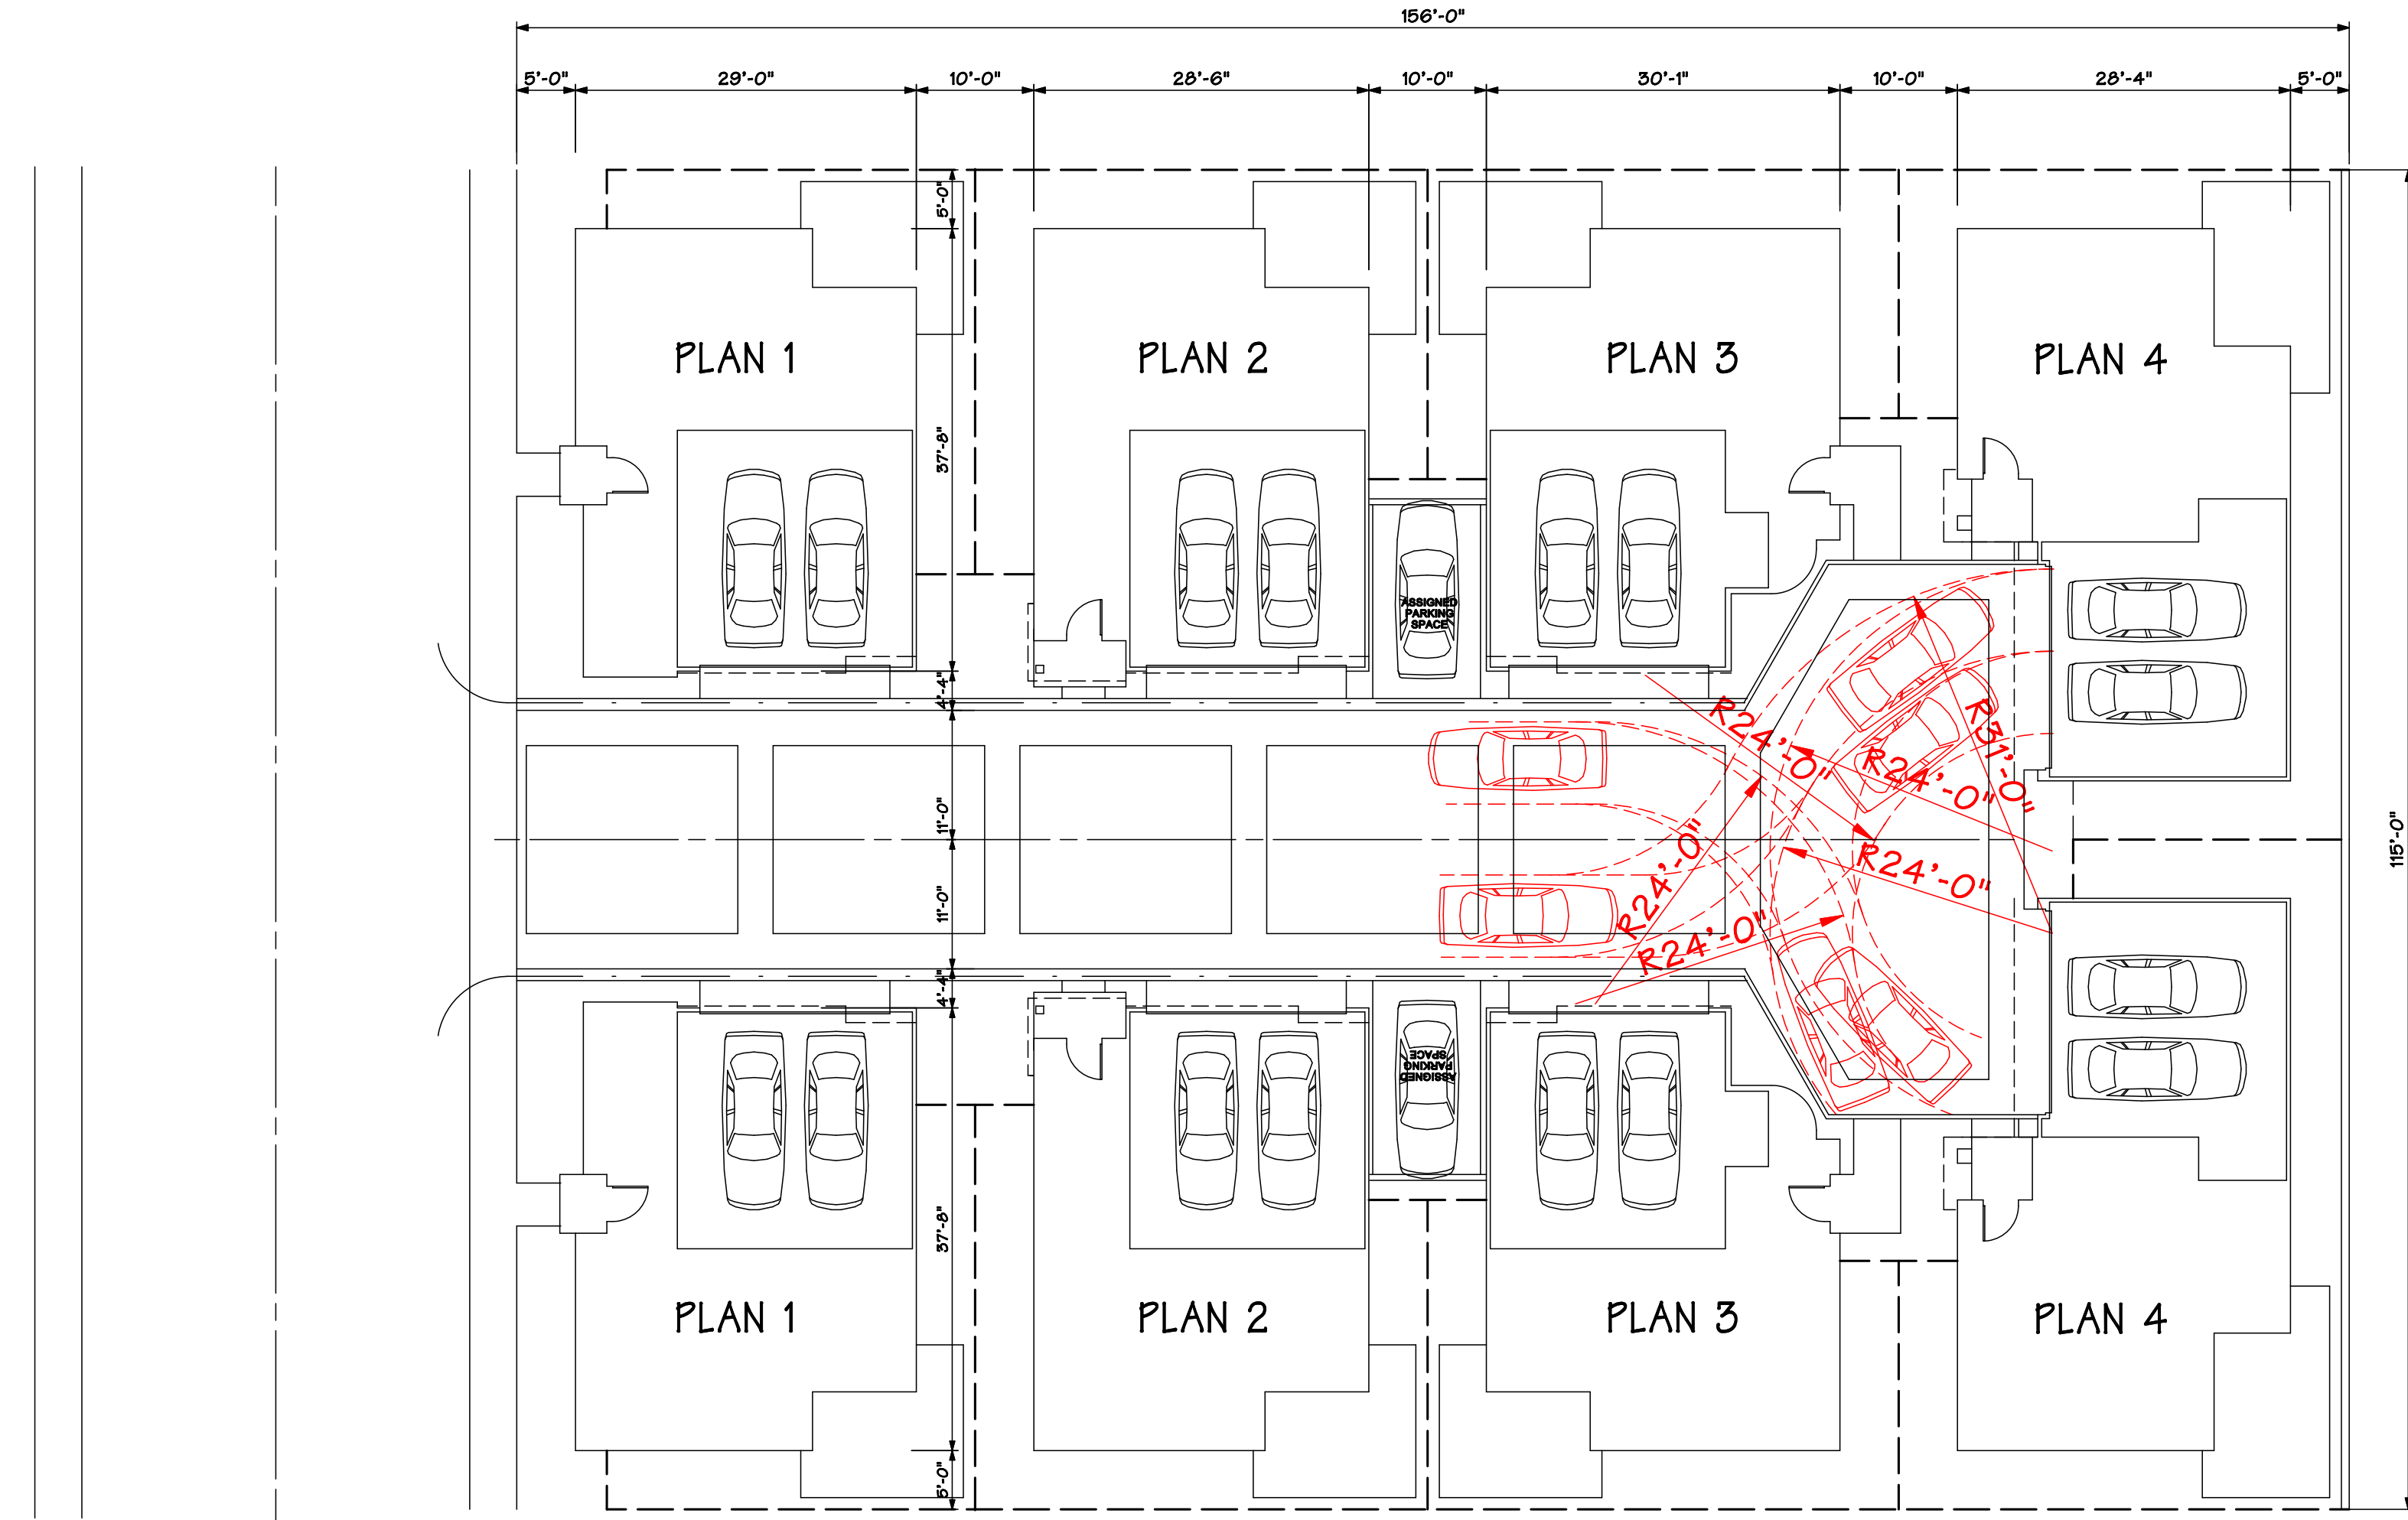 156'-0"
5'-0"
29'-0"
10'-0"
28'-6"
10'-0"
30'-1"
10'-0"
28'-4"
5'-0"
5'-0"
PLAN 1
PLAN 2
PLAN 3
PLAN 4
37'-8"
ASSIGNED
PARKING
SPACE
4'-4"
R24'-0"
R31'-0"
R24'-0"
11'-0"
115'-0"
R24'-0"
R24'-0"
11'-0"
R24'-0"
4'-4"
ASSIGNED
PARKING
SPACE
37'-8"
PLAN 1
PLAN 2
PLAN 3
PLAN 4
5'-0"